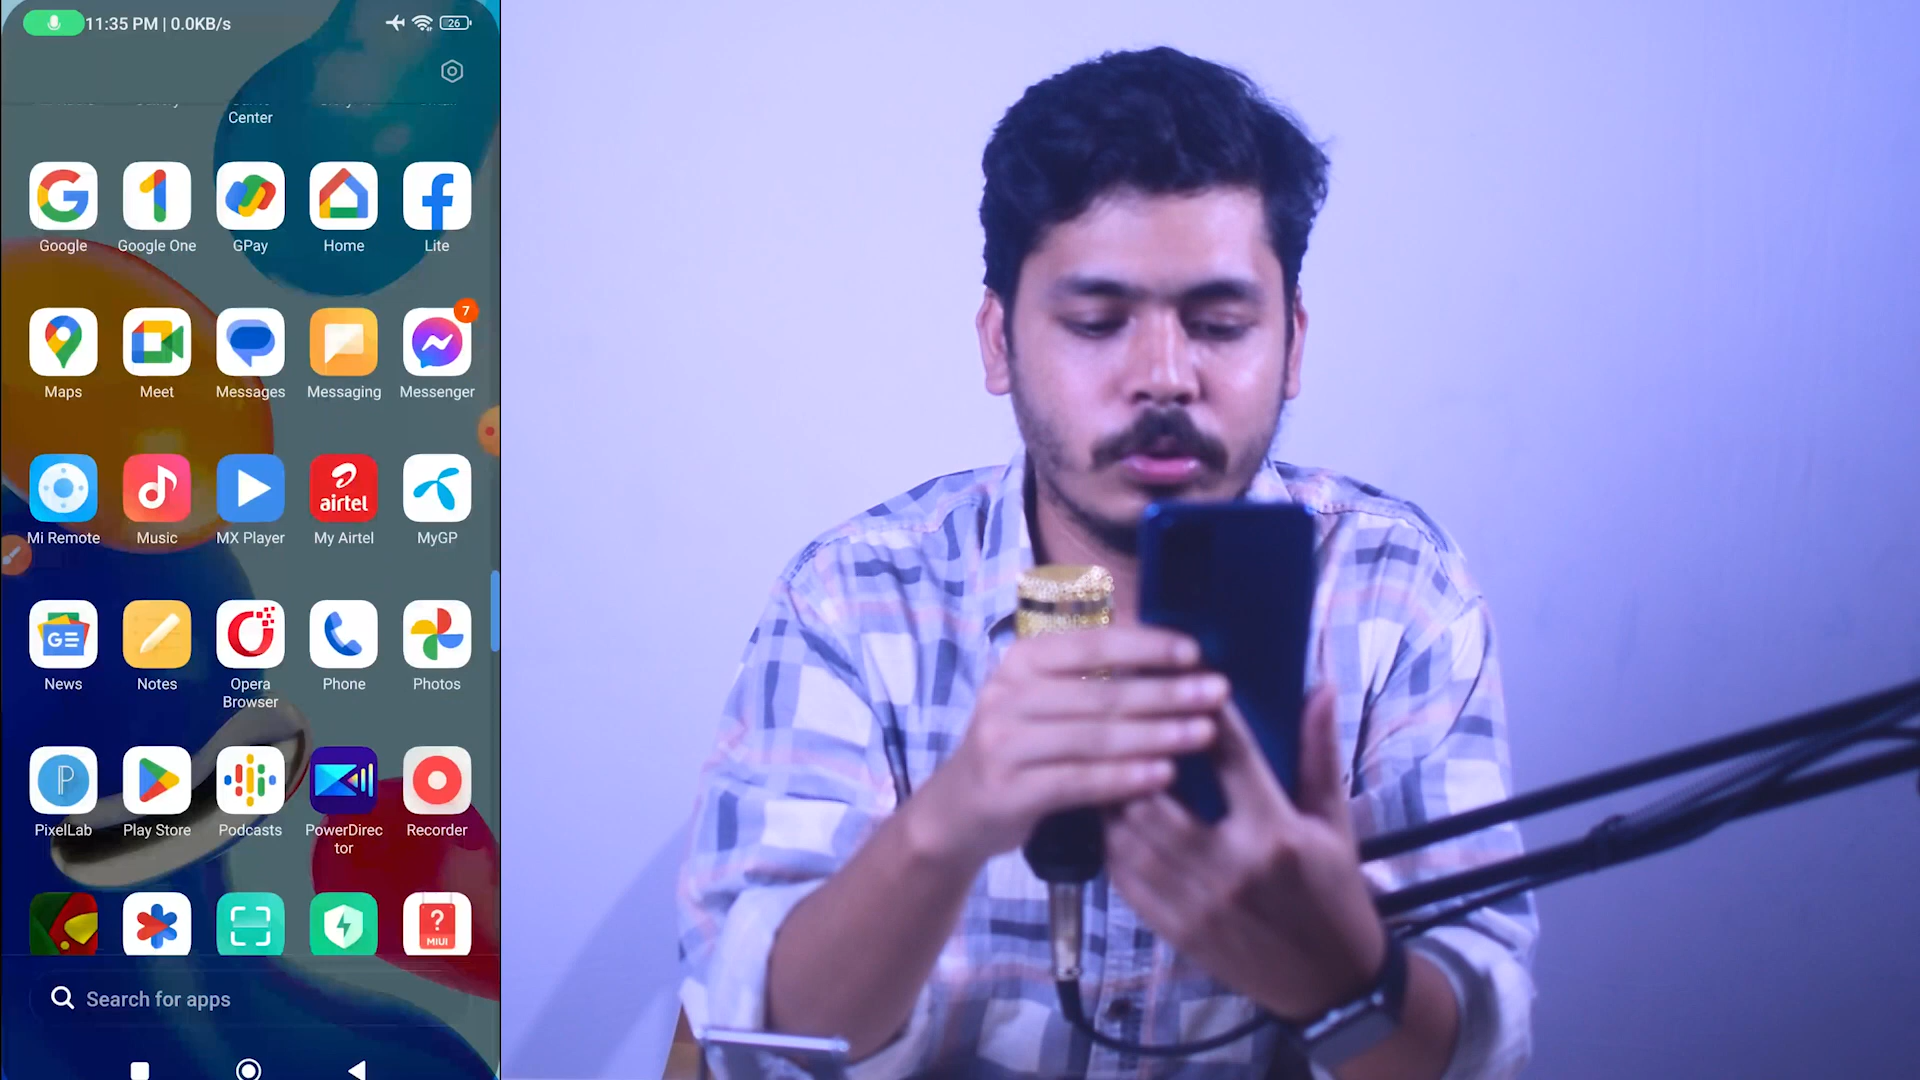 11:35 PM | 0.0KB/s
26
Center
Google
Google One
GPay
Home
Lite
7
Maps
Meet
Messages
Messaging
Messenger
airtel
Mi Remote
Music
MX Player
My Airtel
MyGP
GE
News
Notes
Opera
Browser
Phone
Photos
P
PixelLab
Play Store
Podcasts
PowerDirec
tor
Recorder
?
MIUI
Search for apps